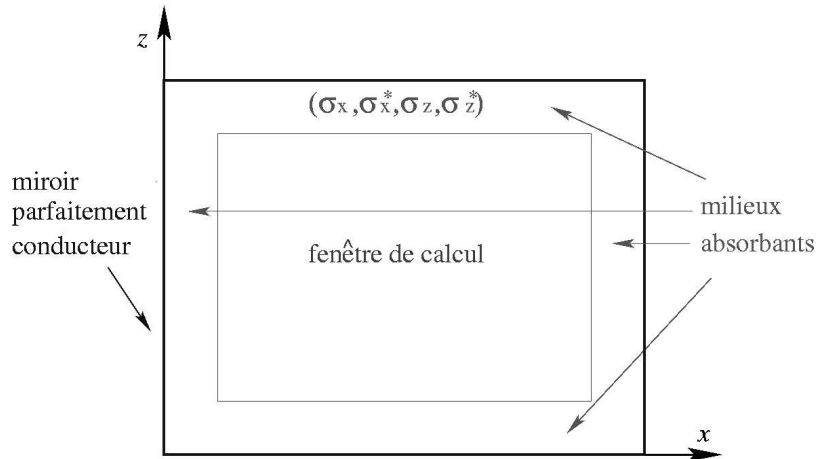 z
(σx,σx*,σz,σz*)
miroir
parfaitement
conducteur
milieux
absorbants
fenêtre de calcul
x